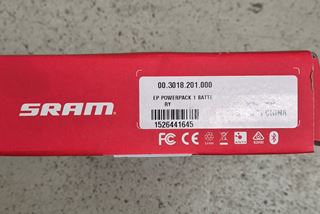 00.3018.201.000
EP POWERPACK 1 BATTE
RY
SRAM
CHINA
1526441645
FC CE